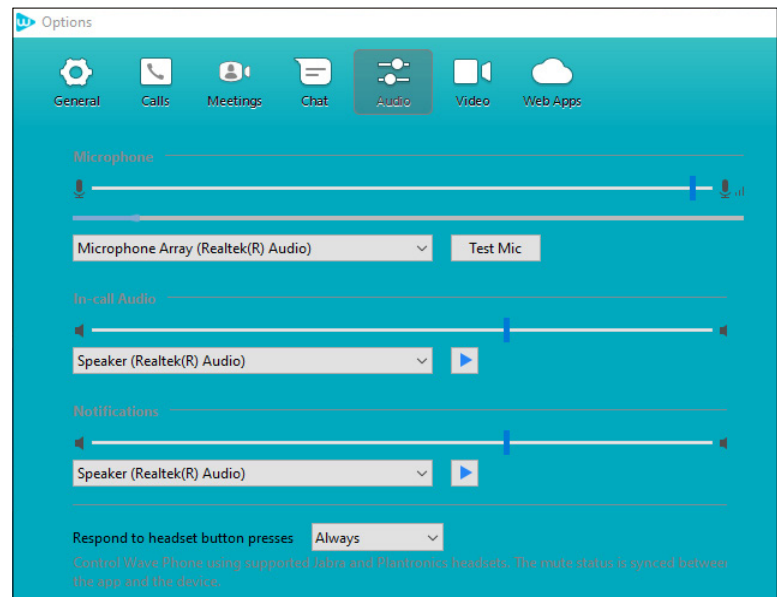 Options
General Calls Meetings Chat Audio Video Web Apps
Microphone
Microphone Array (Realtek(R) Audio) Test Mic
In-call Audio
Speaker (Realtek(R) Audio)
Notifications
Speaker (Realtek(R) Audio)
Respond to headset button presses Always
Control Wave Phone using supported Jabra and Plantronics headsets. The mute status is synced between
the app and the device.